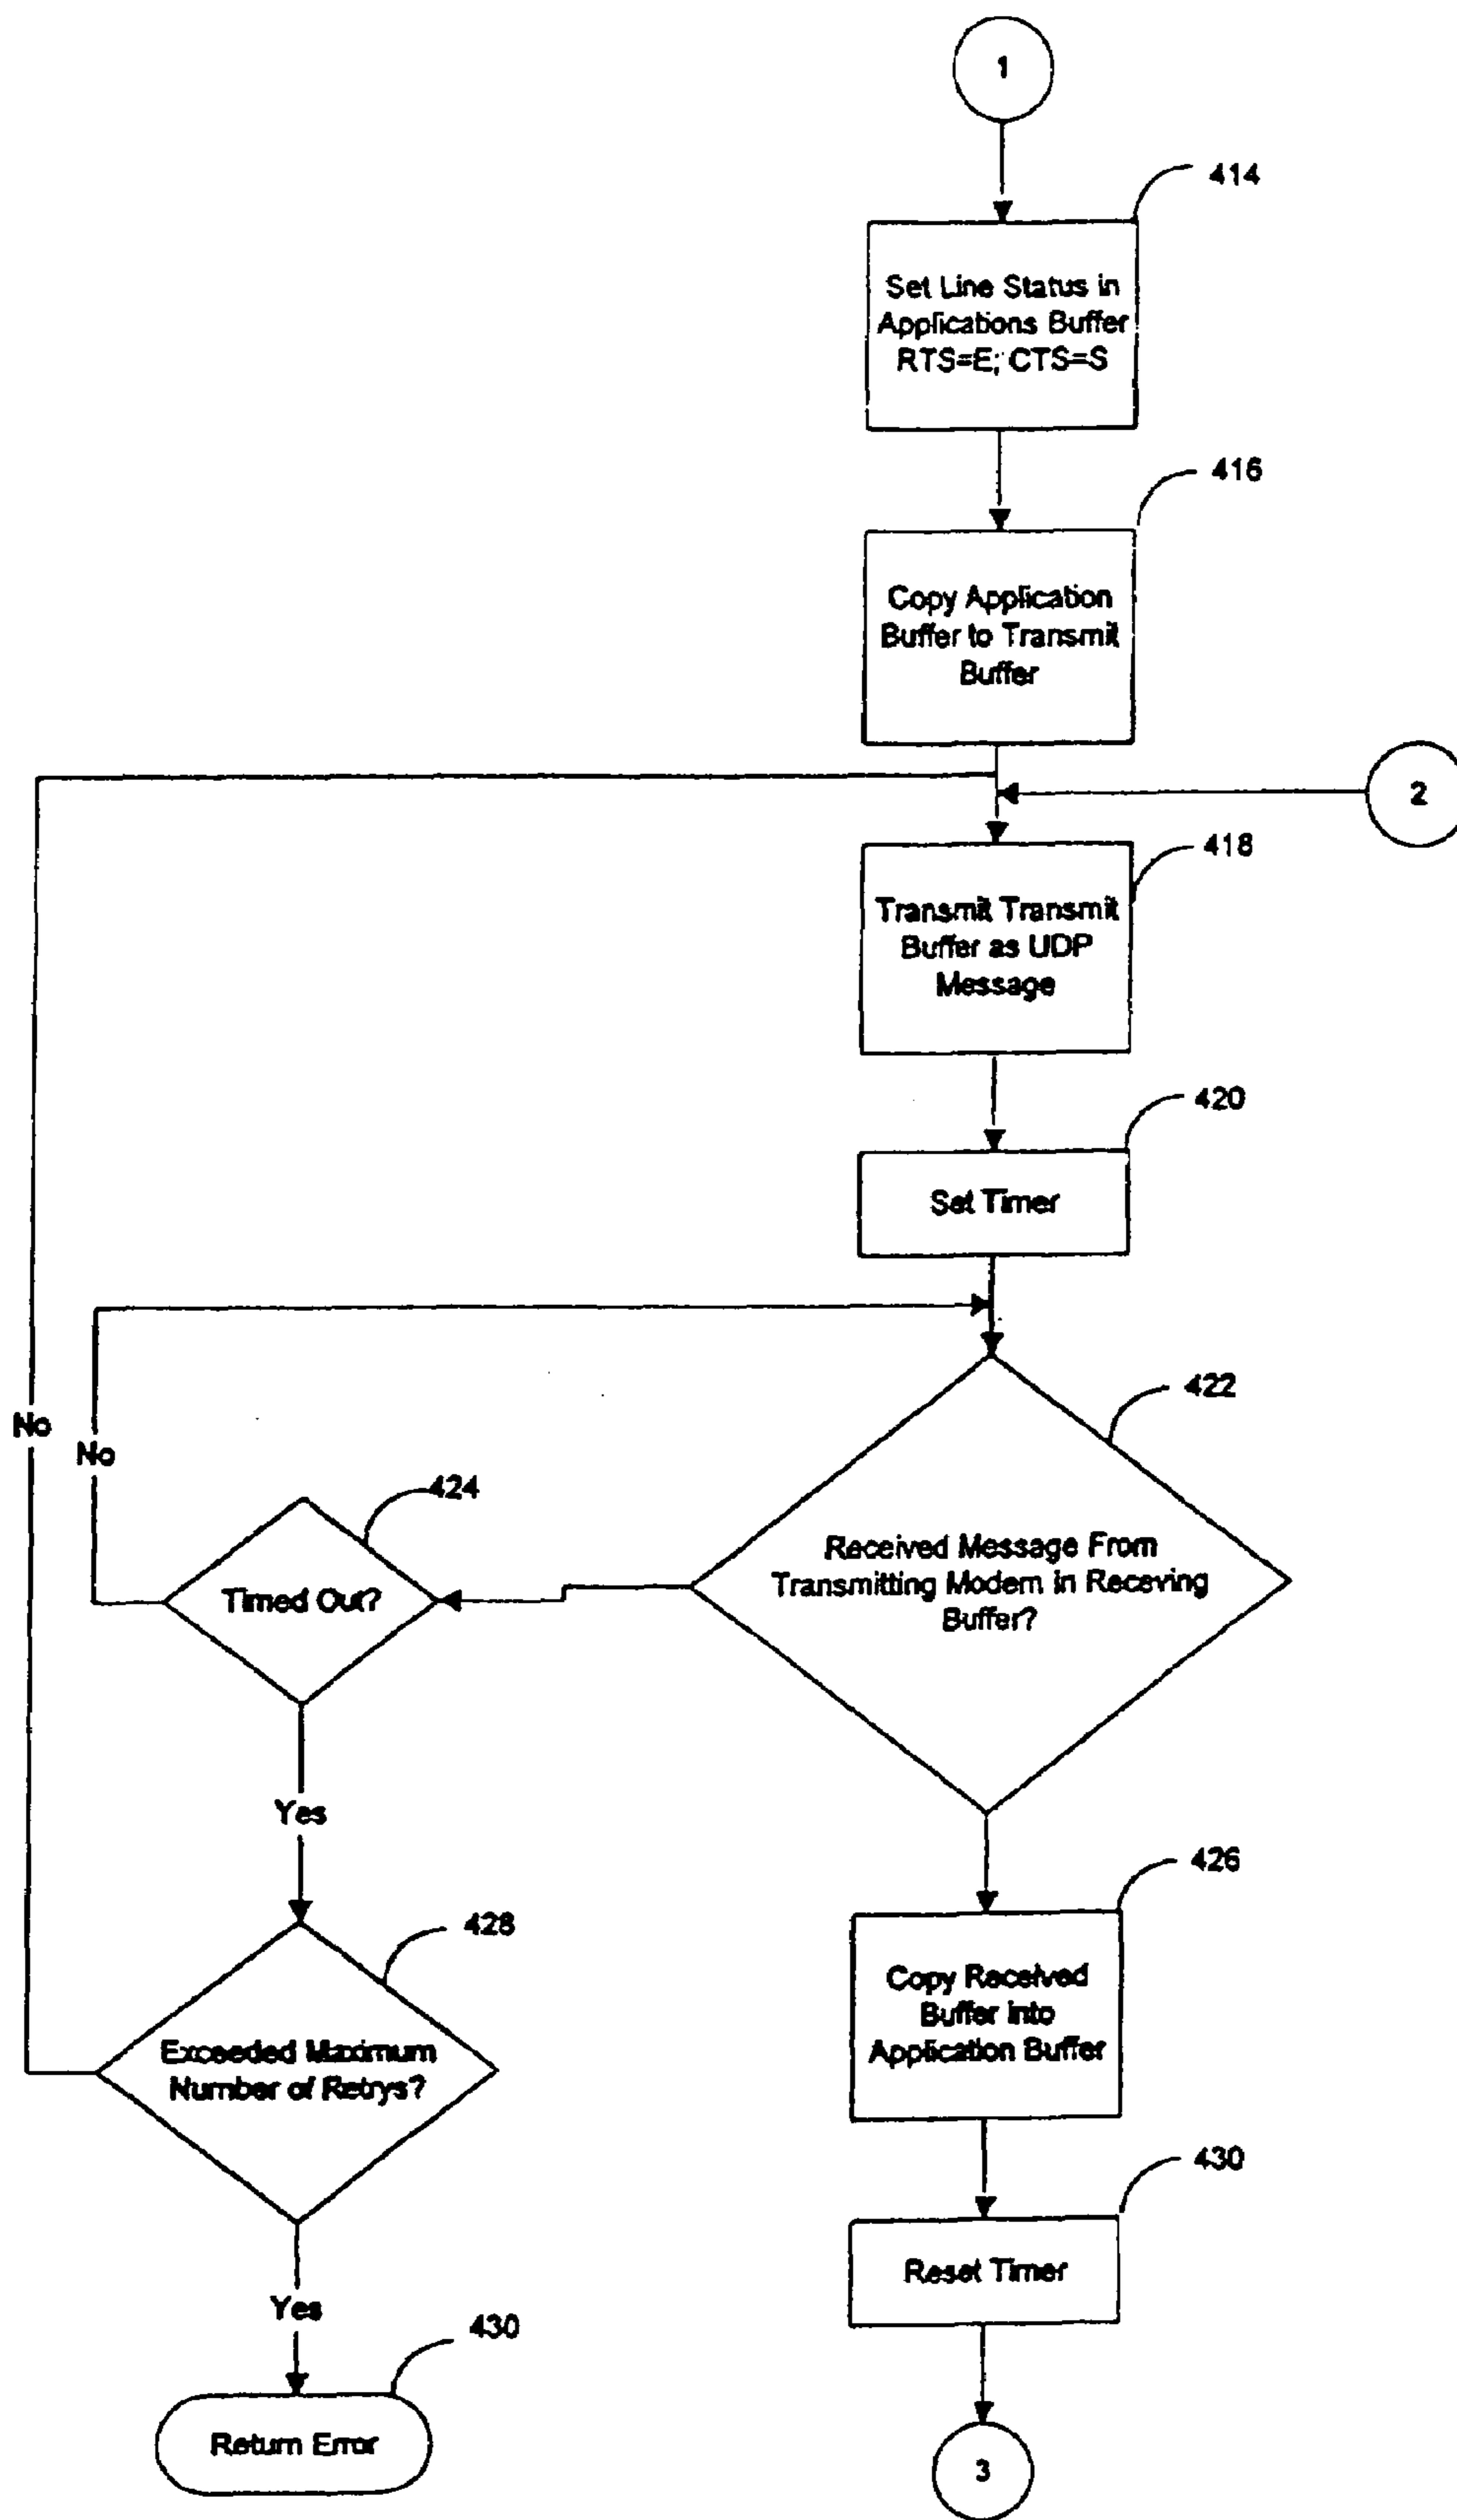 1
414
Set Line Status in
Applications Buffer
RTS=E; CTS=S
416
Copy Application
Buffer to Transmit
Buffer
2
418
Transmit Transmit
Buffer as UDP
Message
420
Set Timer
422
No
No
424
Received Message From
Transmitting Modem in Receving
Buffer?
Timed Out?
Yes
426
428
Copy Received
Buffer into
Application Buffer
Exceeded Maximum
Number of Retrys?
430
Reset Timer
Yes
430
Return Error
3